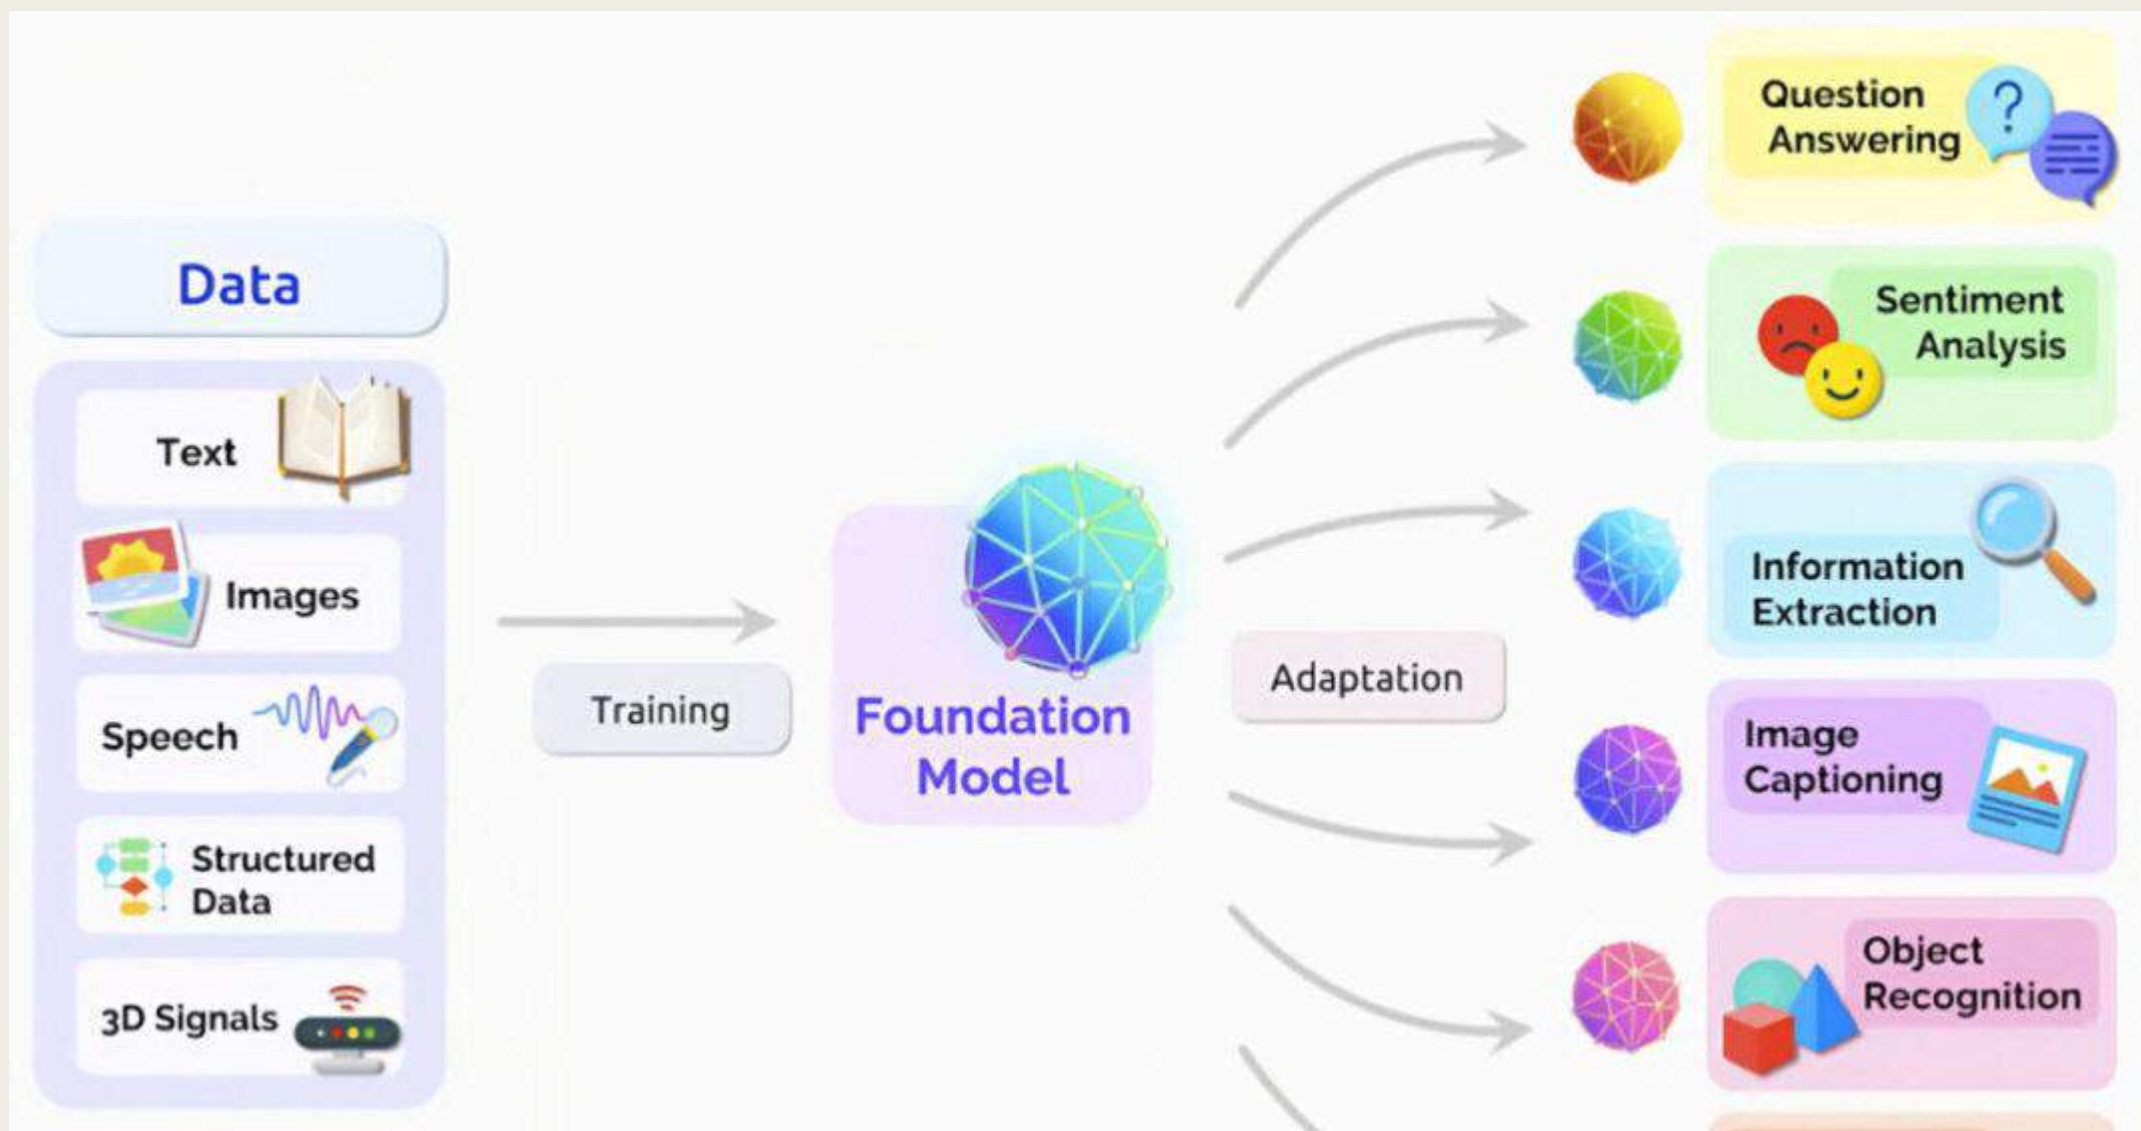 Data
Text
Images
Speech
Structured
Data
3D Signals
Training
Foundation
Model
Adaptation
Question
Answering
Sentiment
Analysis
Information
Extraction
Image
Captioning
Object
Recognition